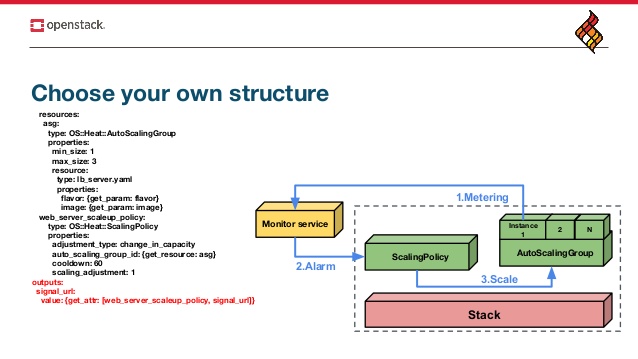 openstack.
Choose your own structure
resources:
asg:
type: OS::Heat::AutoScalingGroup
properties:
min_size: 1
max_size: 3
resource:
type: lb_server.yaml
properties:
flavor: {get_param: flavor}
image: {get_param: image}
web_server_scaleup_policy:
type: OS::Heat::ScalingPolicy
properties:
adjustment_type: change_in_capacity
auto_scaling_group_id: {get_resource: asg}
cooldown: 60
scaling_adjustment: 1
outputs:
signal_url:
value: {get_attr: [web_server_scaleup_policy, signal_url]}
1.Metering
Monitor service
Instance
1
2
N
AutoScalingGroup
2.Alarm
ScalingPolicy
3.Scale
Stack